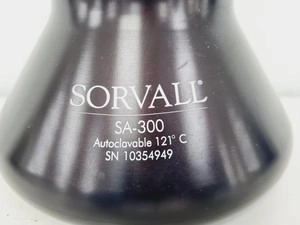 SORVALL®
SA-300
Autoclavable 121° C
SN 10354949